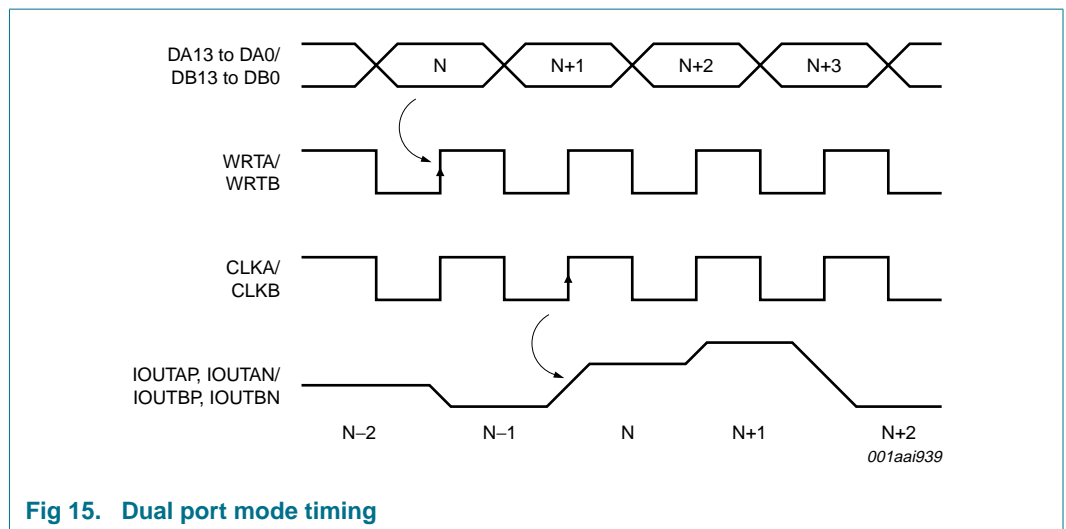 DA13 to DA0/
DB13 to DB0
N
N+1
N+2
N+3
WRTA/
WRTB
CLKA/
CLKB
IOUTAP, IOUTAN/
IOUTBP, IOUTBN
N−2
N−1
N
N+1
N+2
001aai939
Fig 15. Dual port mode timing